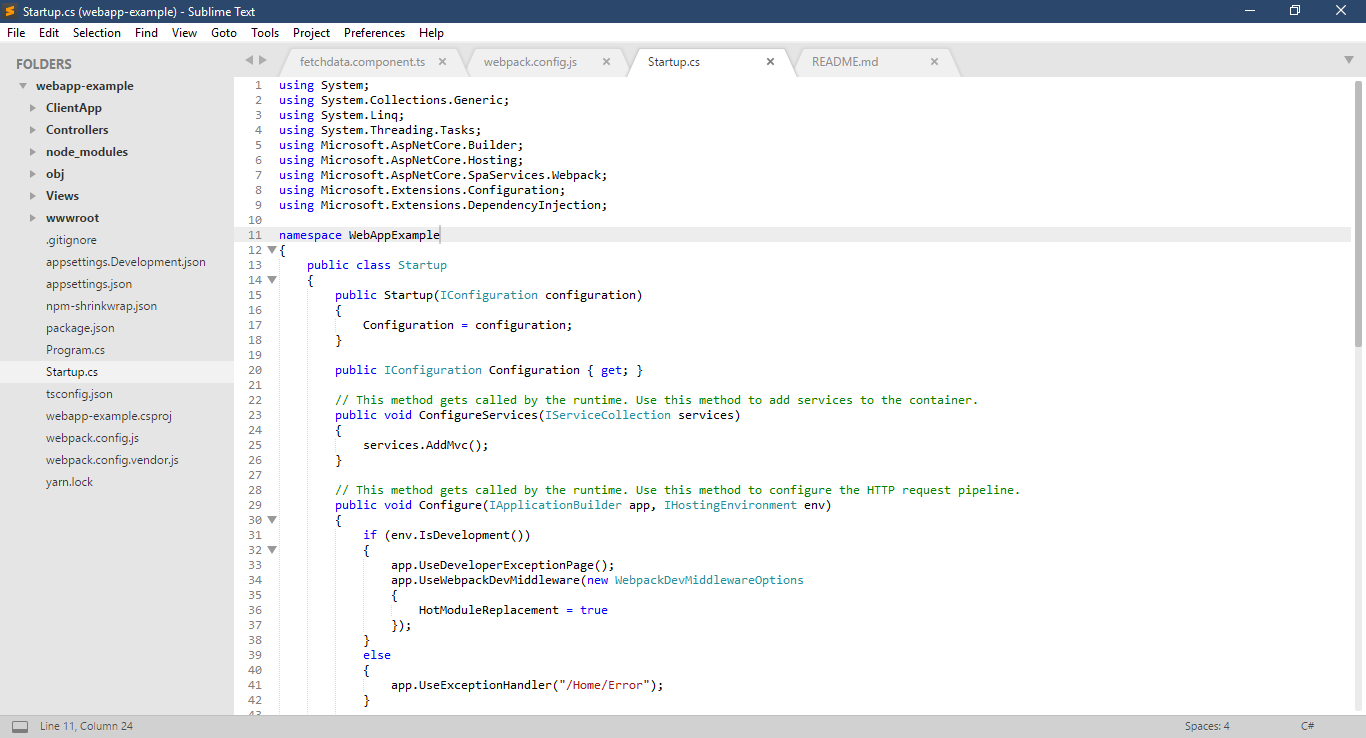 Startup.cs (webapp-example) - Sublime Text
File Edit Selection Find View Goto Tools Project Preferences Help
FOLDERS
webapp-example
ClientApp
Controllers
node_modules
obj
Views
wwwroot
.gitignore
appsettings.Development.json
appsettings.json
npm-shrinkwrap.json
package.json
Program.cs
Startup.cs
tsconfig.json
webapp-example.csproj
webpack.config.js
webpack.config.vendor.js
yarn.lock
fetchdata.component.ts webpack.config.js Startup.cs README.md
1 using System;
2 using System.Collections.Generic;
3 using System.Linq;
4 using System.Threading.Tasks;
5 using Microsoft.AspNetCore.Builder;
6 using Microsoft.AspNetCore.Hosting;
7 using Microsoft.AspNetCore.SpaServices.Webpack;
8 using Microsoft.Extensions.Configuration;
9 using Microsoft.Extensions.DependencyInjection;
10
11 namespace WebAppExample
12 {
13     public class Startup
14     {
15         public Startup(IConfiguration configuration)
16         {
17             Configuration = configuration;
18         }
19
20         public IConfiguration Configuration { get; }
21
22         // This method gets called by the runtime. Use this method to add services to the container.
23         public void ConfigureServices(IServiceCollection services)
24         {
25             services.AddMvc();
26         }
27
28         // This method gets called by the runtime. Use this method to configure the HTTP request pipeline.
29         public void Configure(IApplicationBuilder app, IHostingEnvironment env)
30         {
31             if (env.IsDevelopment())
32             {
33                 app.UseDeveloperExceptionPage();
34                 app.UseWebpackDevMiddleware(new WebpackDevMiddlewareOptions
35                 {
36                     HotModuleReplacement = true
37                 });
38             }
39             else
40             {
41                 app.UseExceptionHandler("/Home/Error");
42             }
43
Line 11, Column 24 Spaces: 4 C#